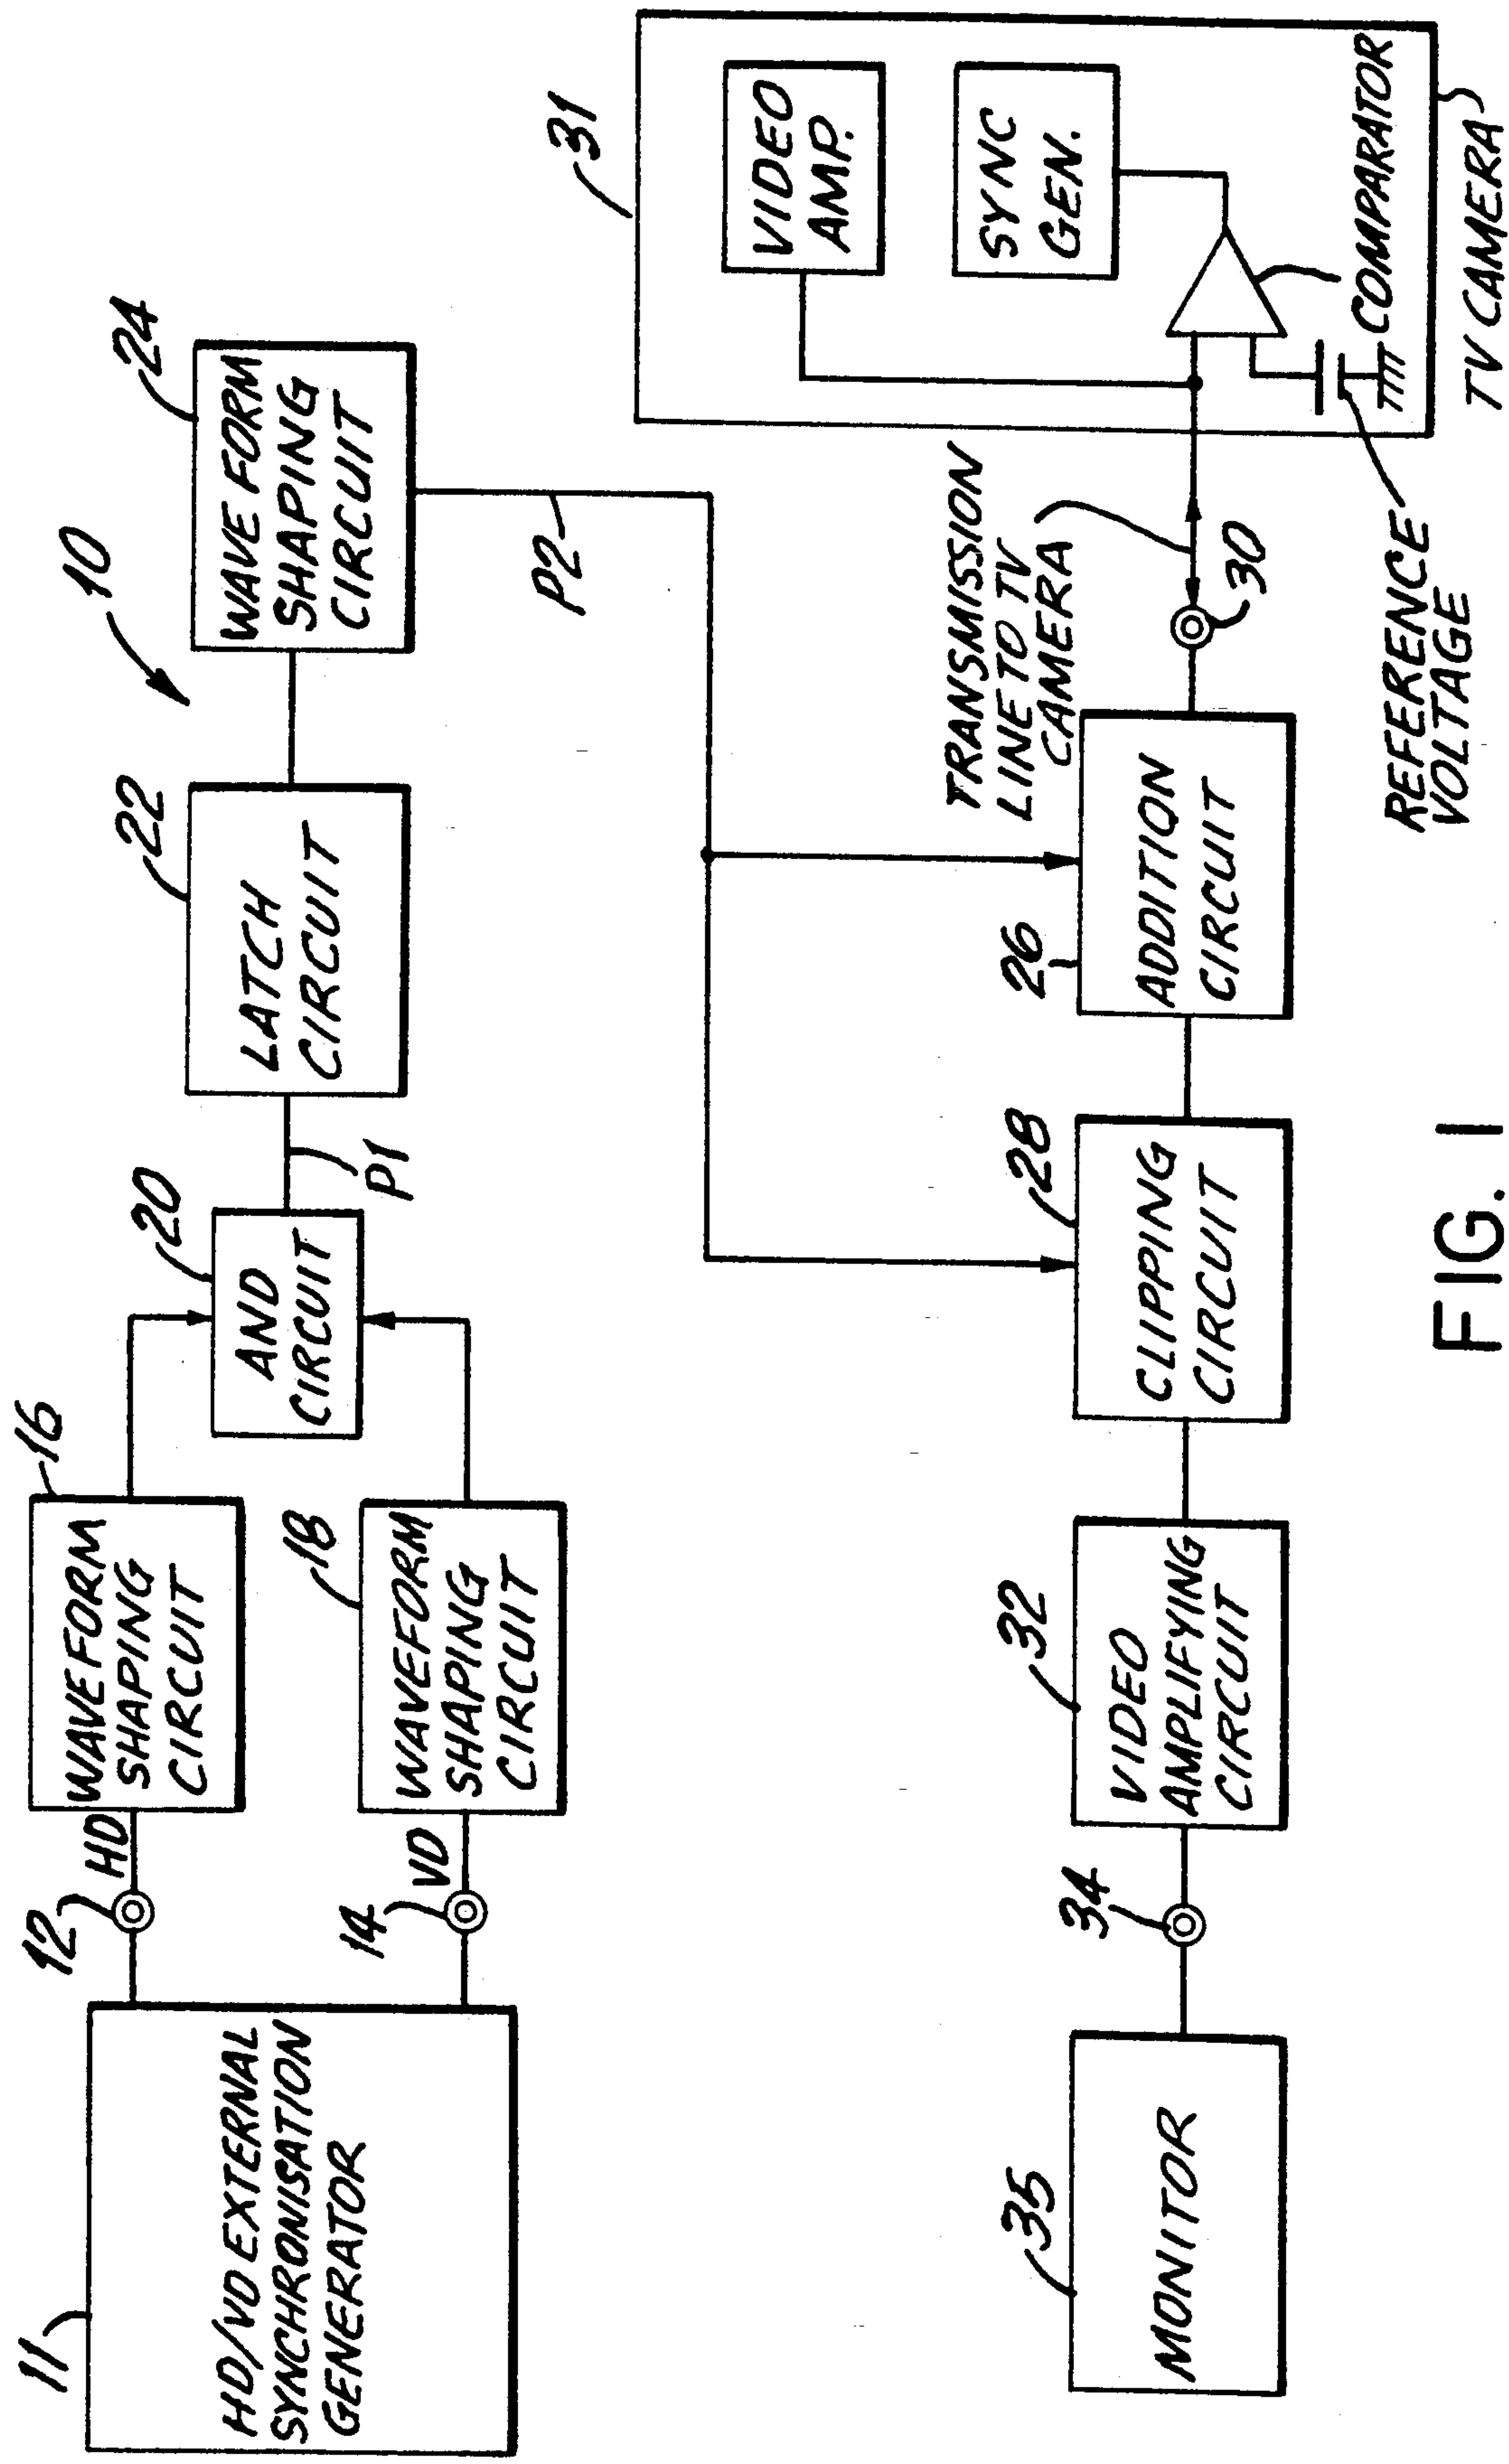 10
11
HD/VD EXTERNAL
SYNCHRONISATION
GENERATOR
12
HD
14
VD
16
WAVEFORM
SHAPING
CIRCUIT
18
WAVEFORM
SHAPING
CIRCUIT
20
AND
CIRCUIT
P1
22
LATCH
CIRCUIT
24
WAVE FORM
SHAPING
CIRCUIT
P2
35
MONITOR
34
32
VIDEO
AMPLIFYING
CIRCUIT
28
CLIPPING
CIRCUIT
26
ADDITION
CIRCUIT
TRANSMISSION
LINE TO TV
CAMERA
30
31
VIDEO
AMP.
SYNC
GEN.
COMPARATOR
REFERENCE
VOLTAGE
TV CAMERA
FIG. 1